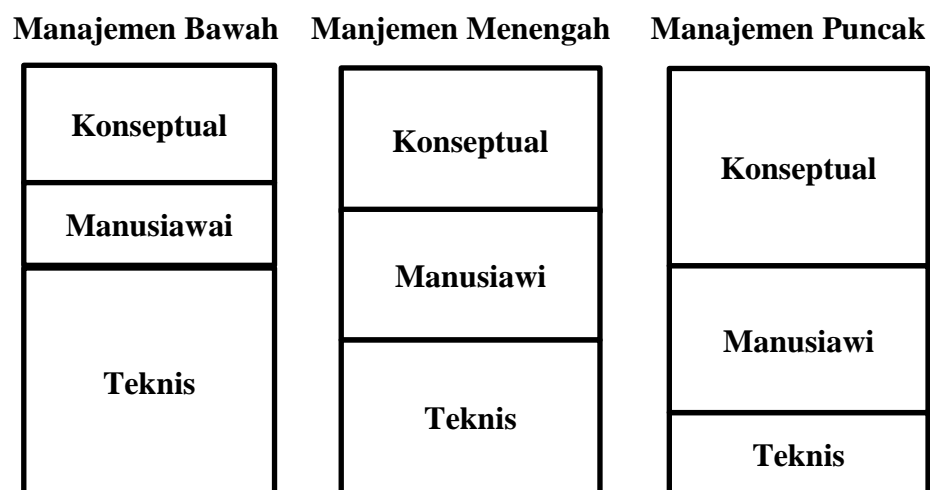 Manajemen Bawah
Manjemen Menengah
Manajemen Puncak
Konseptual
Manusiawai
Teknis
Konseptual
Manusiawi
Teknis
Konseptual
Manusiawi
Teknis